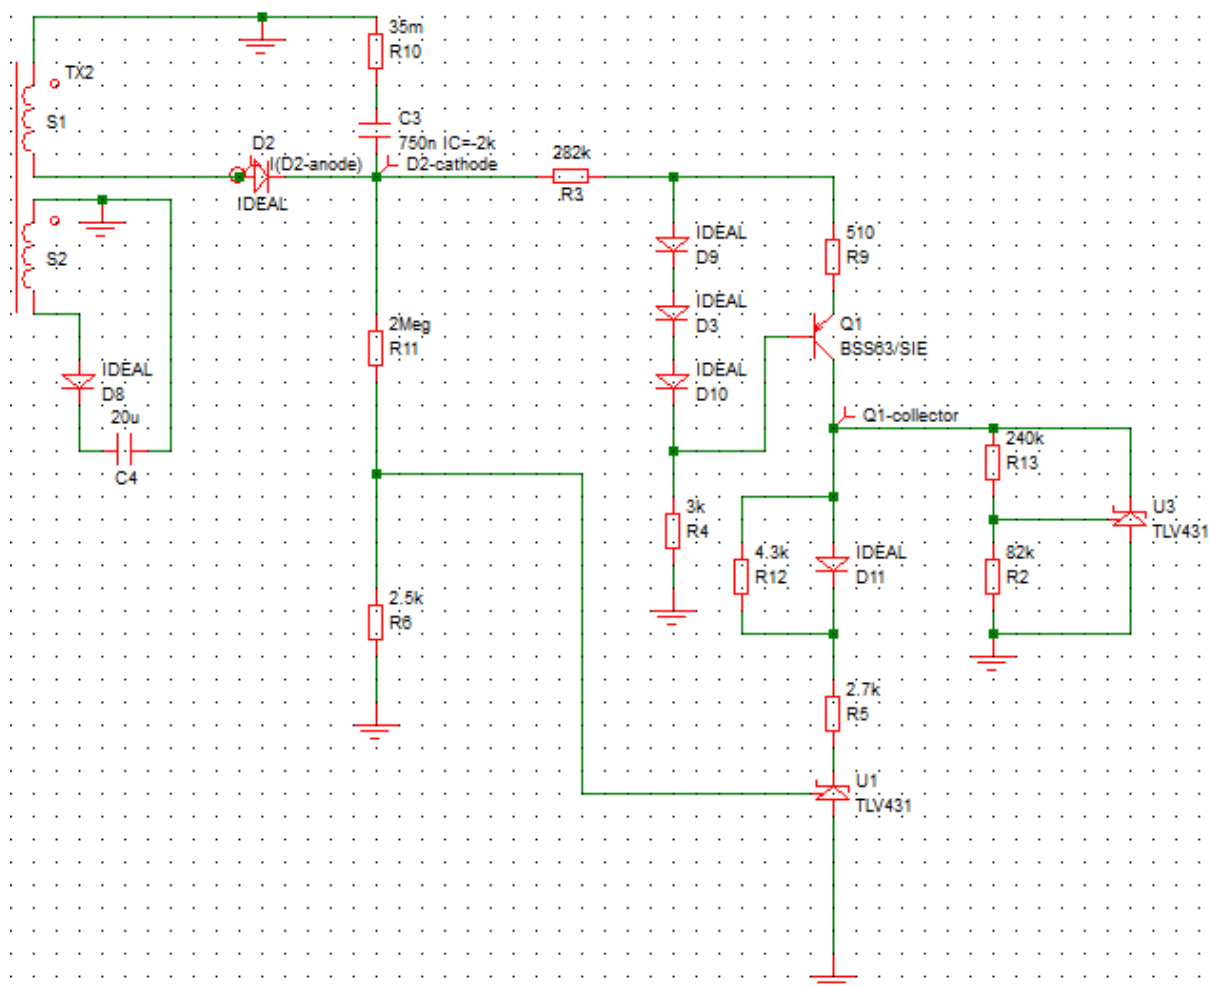 35m
R10
TX2
S1
C3
750n IC=-2k
D2
I(D2-anode)
D2-cathode
IDEAL
282k
R3
S2
IDEAL
D9
510
R9
IDEAL
D3
Q1
BSS63/SIE
2Meg
R11
IDEAL
D8
IDEAL
D10
20u
C4
Q1-collector
240k
R13
3k
R4
U3
TLV431
4.3k
R12
IDEAL
D11
82k
R2
2.5k
R6
2.7k
R5
U1
TLV431